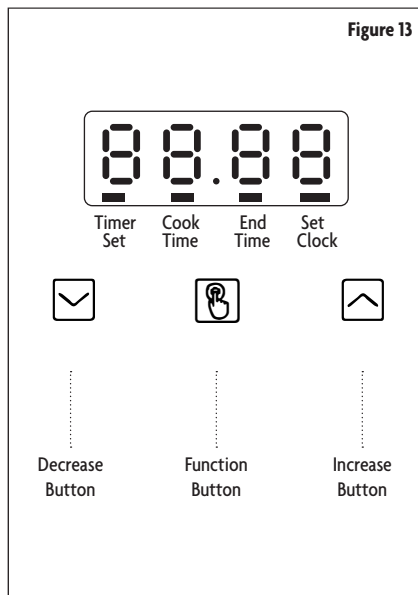 Figure 13
88.88
Timer Cook End Set
Set Time Time Clock
Decrease Function Increase
Button Button Button